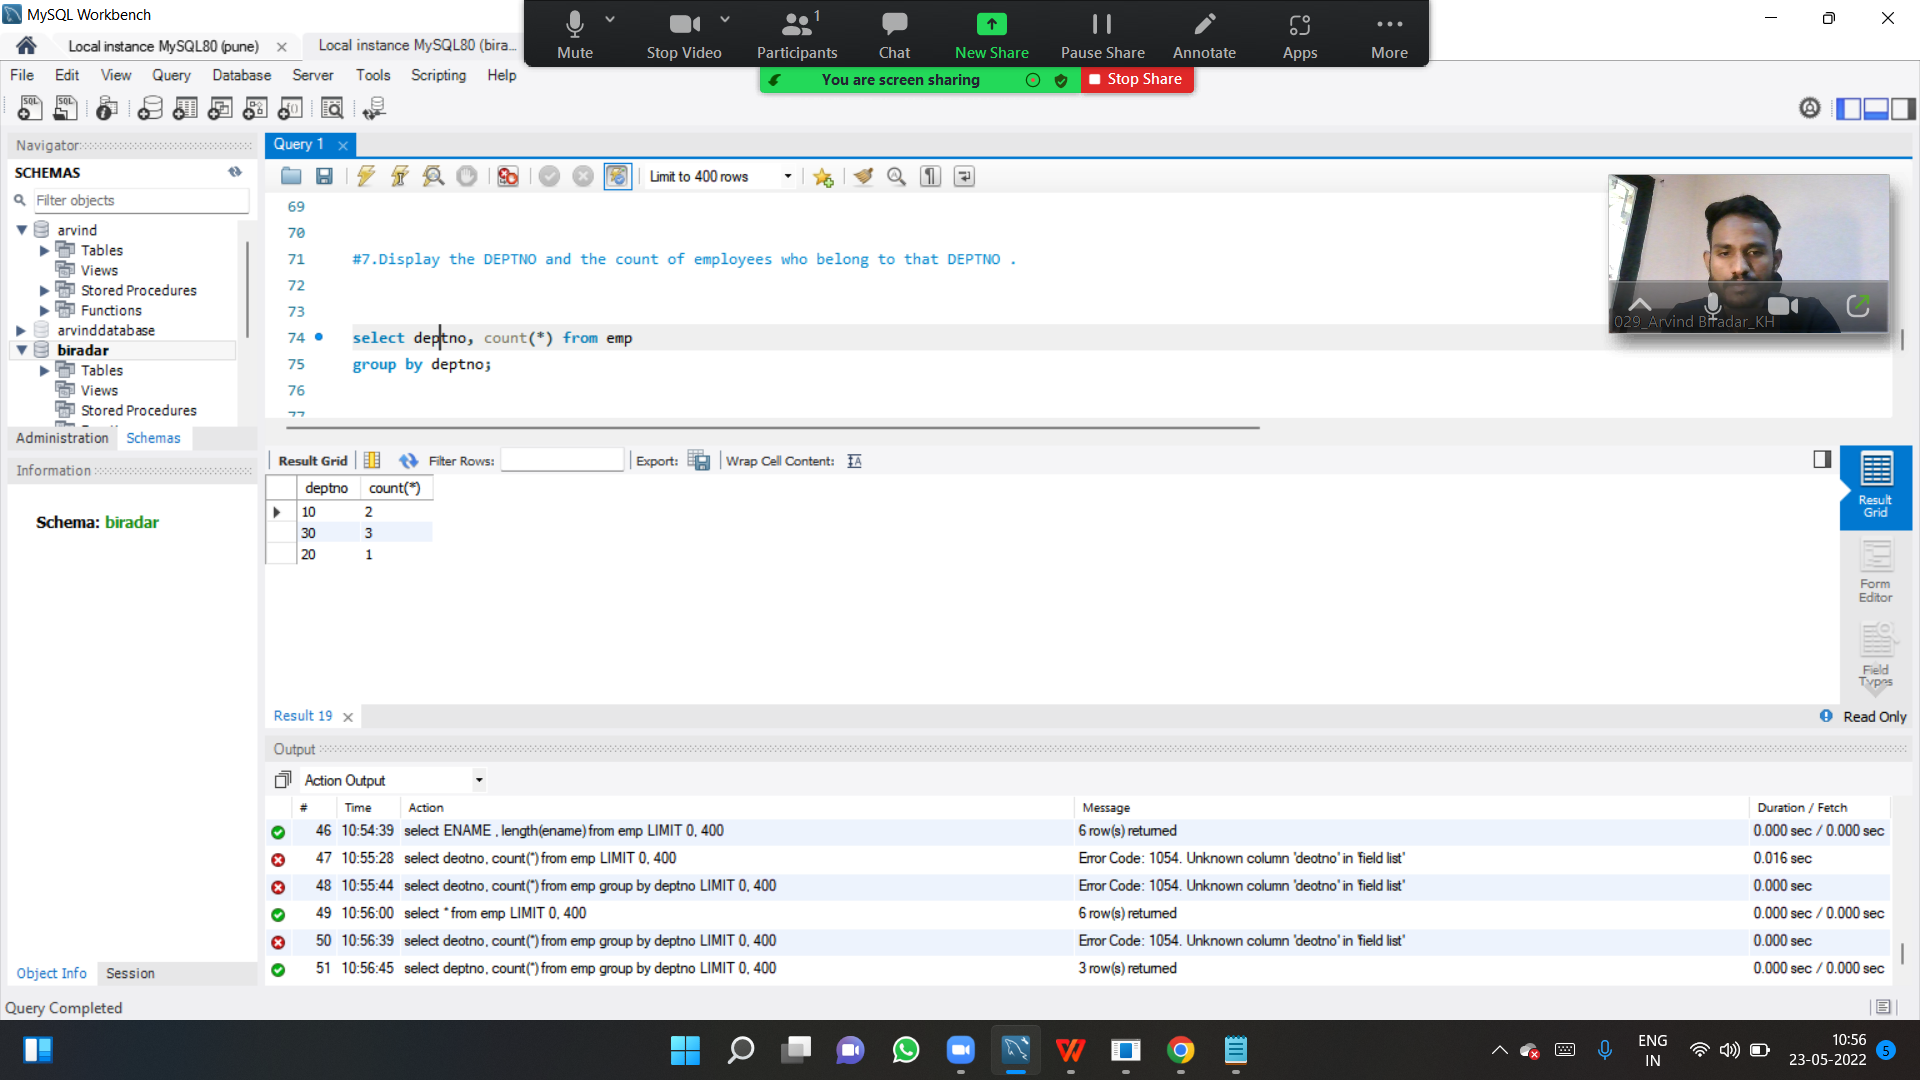 MySQL Workbench
Mute
Stop Video
1
Participants
Chat
New Share
Pause Share
Annotate
Apps
More
You are screen sharing
Stop Share
Local instance MySQL80 (pune)
Local instance MySQL80 (bira...
File Edit View Query Database Server Tools Scripting Help
Navigator
SCHEMAS
Filter objects
arvind
Tables
Views
Stored Procedures
Functions
arvinddatabase
biradar
Tables
Views
Stored Procedures
Administration Schemas
Information
Schema: biradar
Object Info Session
Query Completed
Query 1
Limit to 400 rows
69
70
71 #7.Display the DEPTNO and the count of employees who belong to that DEPTNO .
72
73
74 select deptno, count(*) from emp
75 group by deptno;
76
77
029_Arvind Biradar_KH
Result Grid Filter Rows: Export: Wrap Cell Content:
deptno count(*)
10 2
30 3
20 1
Result Grid
Form Editor
Field Types
Result 19
Read Only
Output
Action Output
# Time Action Message Duration / Fetch
46 10:54:39 select ENAME , length(ename) from emp LIMIT 0, 400 6 row(s) returned 0.000 sec / 0.000 sec
47 10:55:28 select deotno, count(*) from emp LIMIT 0, 400 Error Code: 1054. Unknown column 'deotno' in 'field list' 0.016 sec
48 10:55:44 select deotno, count(*) from emp group by deptno LIMIT 0, 400 Error Code: 1054. Unknown column 'deotno' in 'field list' 0.000 sec
49 10:56:00 select * from emp LIMIT 0, 400 6 row(s) returned 0.000 sec / 0.000 sec
50 10:56:39 select deotno, count(*) from emp group by deptno LIMIT 0, 400 Error Code: 1054. Unknown column 'deotno' in 'field list' 0.000 sec
51 10:56:45 select deptno, count(*) from emp group by deptno LIMIT 0, 400 3 row(s) returned 0.000 sec / 0.000 sec
ENG
IN
10:56
23-05-2022
5